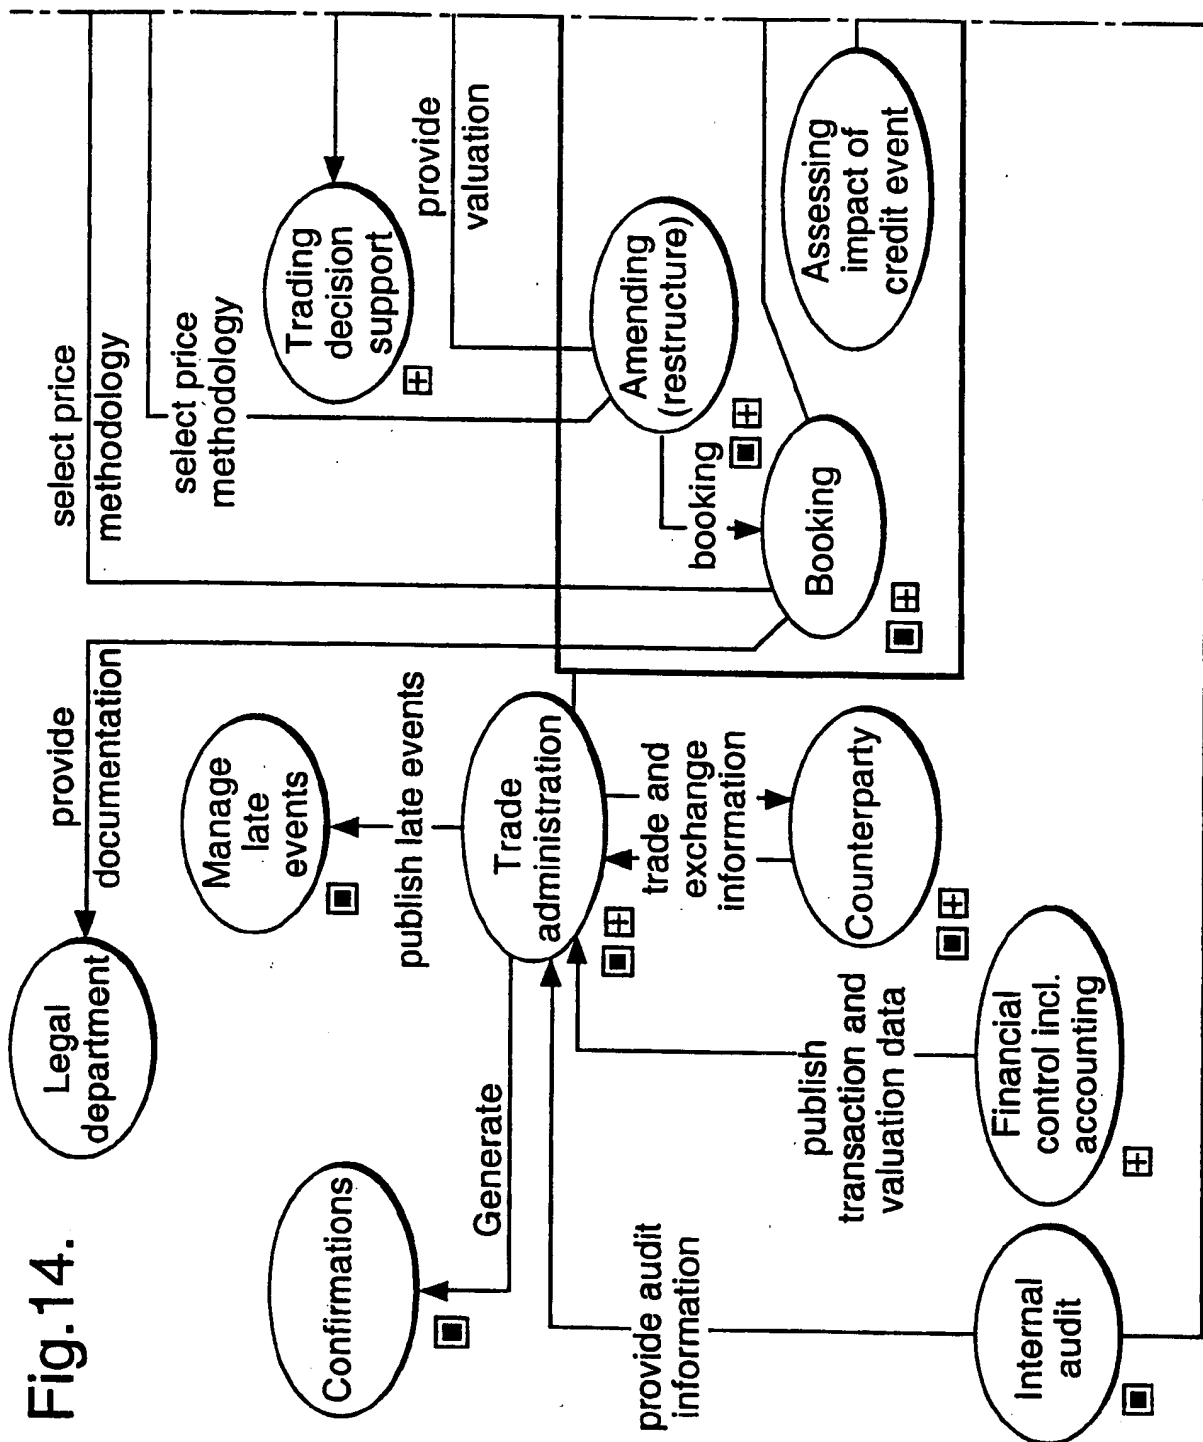 Fig.14.
Legal
department
provide
documentation
select price
methodology
select price
methodology
Confirmations
Generate
Manage
late
events
publish late events
Trading
decision
support
provide
valuation
Trade
administration
Amending
(restructure)
booking
provide audit
information
trade and
exchange
information
publish
transaction and
valuation data
Counterparty
Booking
Assessing
impact of
credit event
Internal
audit
Financial
control incl.
accounting